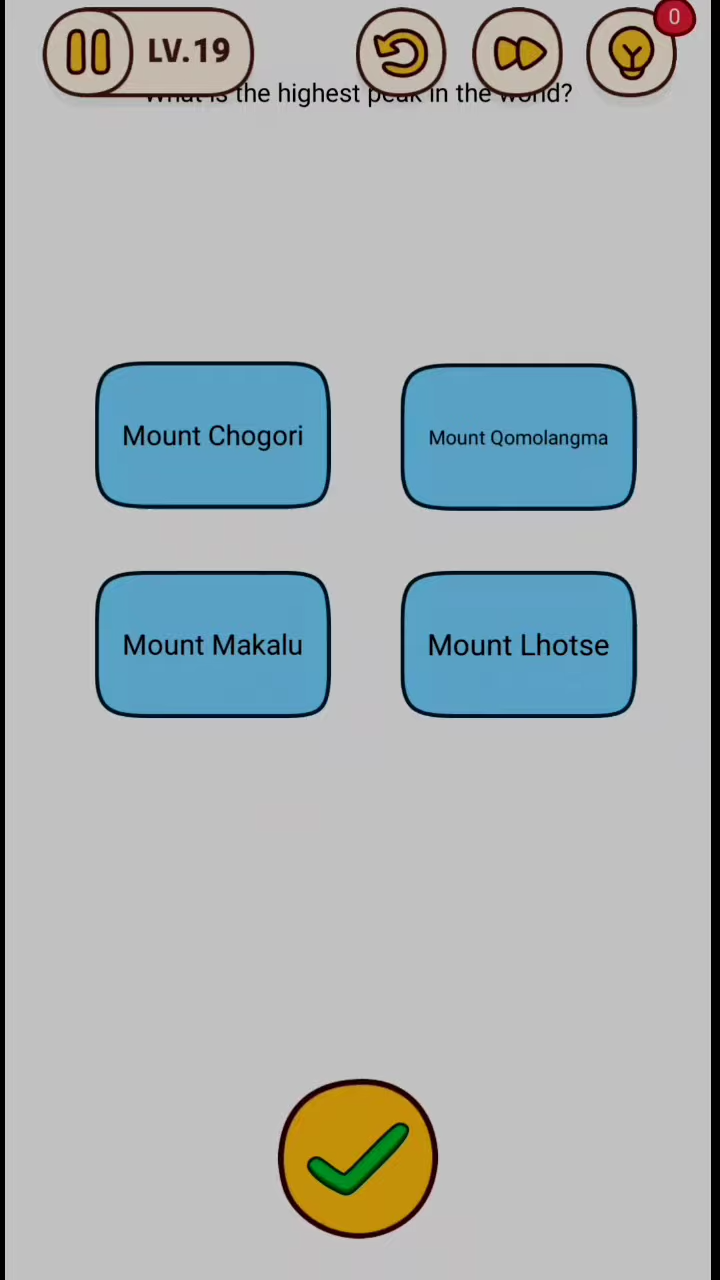 0
LV.19
What is the highest peak in the world?
Mount Chogori
Mount Qomolangma
Mount Makalu
Mount Lhotse